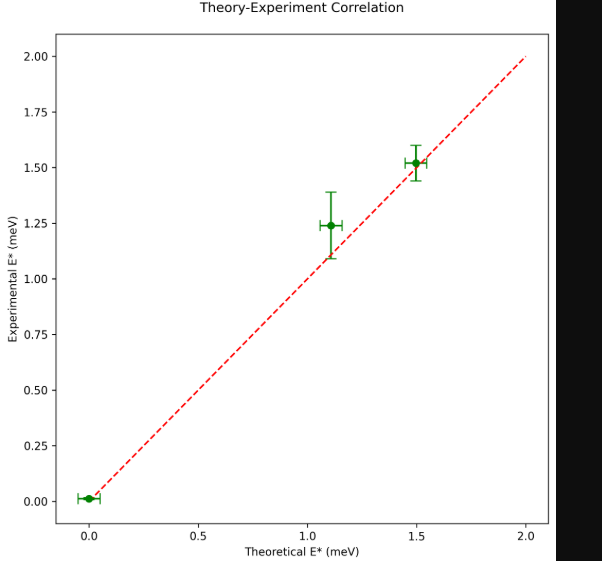 Theory-Experiment Correlation
2.00
1.75
1.50
1.25
1.00
0.75
0.50
0.25
0.00
Experimental E* (meV)
0.0 0.5 1.0 1.5 2.0
Theoretical E* (meV)